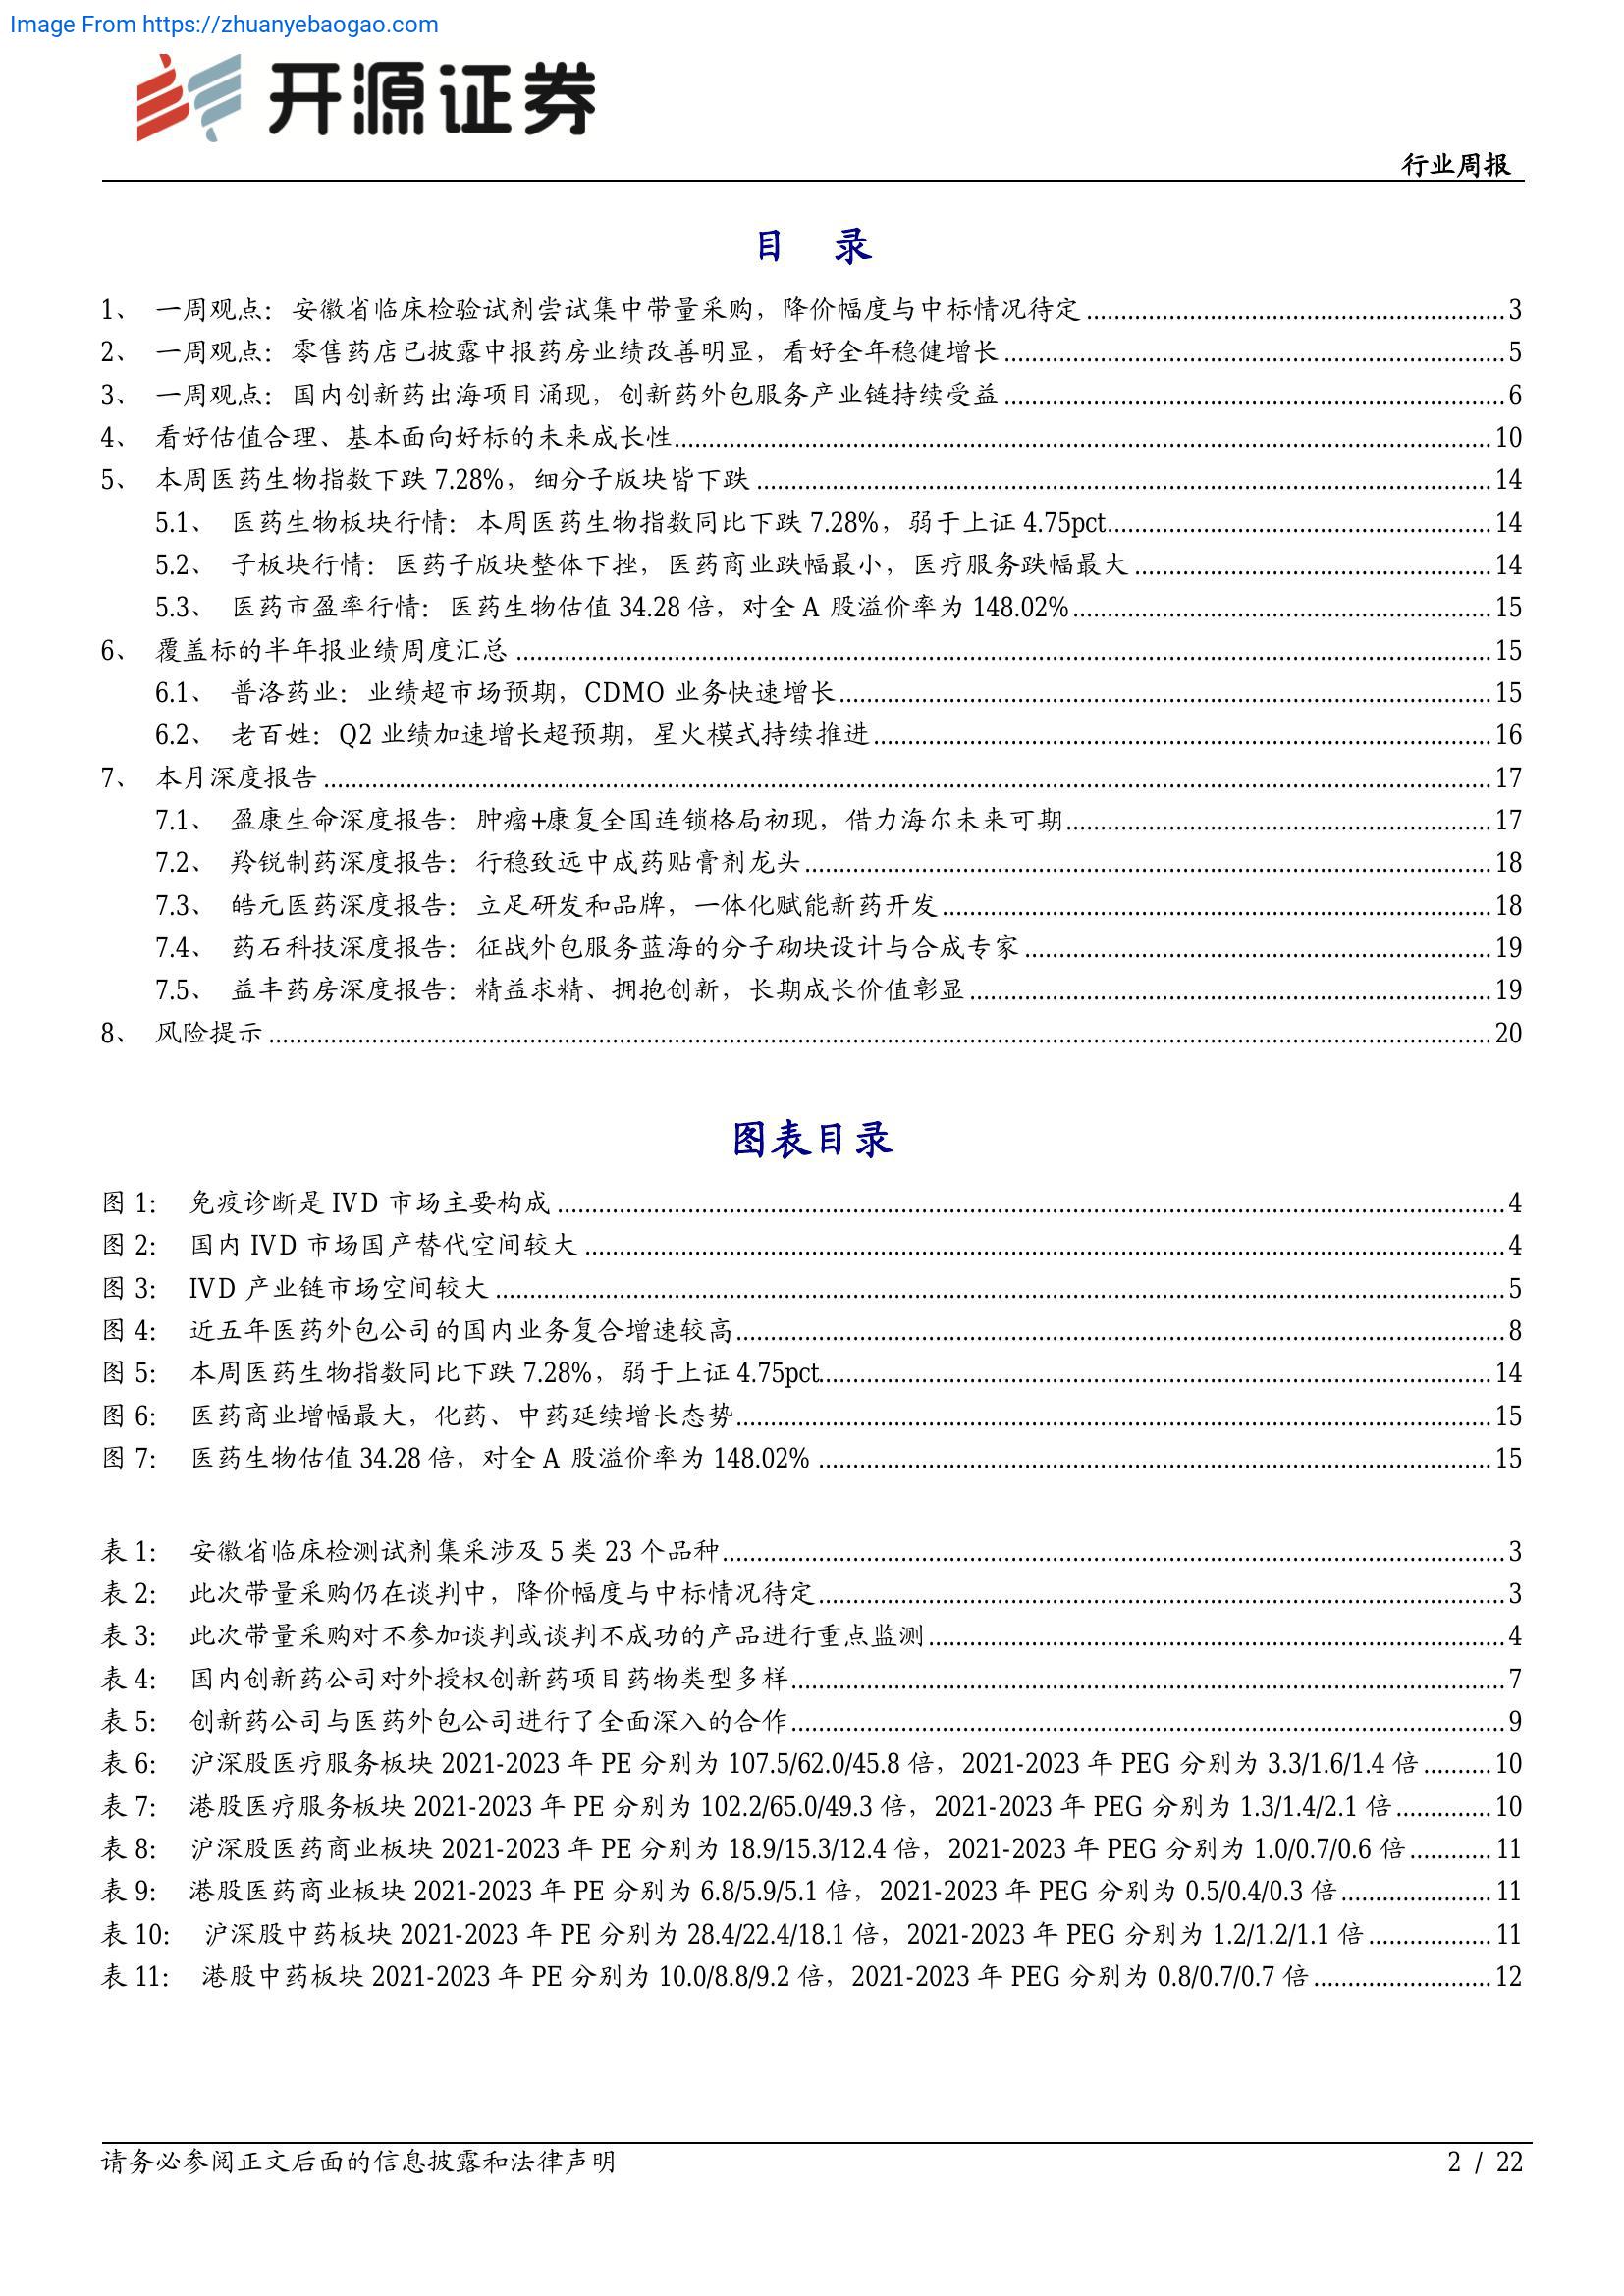 Image From https://zhuanyebaogao.com
开源证券
行业周报
目 录
1、 一周观点：安徽省临床检验试剂尝试集中带量采购，降价幅度与中标情况待定 3
2、 一周观点：零售药店已披露中报药房业绩改善明显，看好全年稳健增长 5
3、 一周观点：国内创新药出海项目涌现，创新药外包服务产业链持续受益 6
4、 看好估值合理、基本面向好标的未来成长性 10
5、 本周医药生物指数下跌 7.28%，细分子版块皆下跌 14
5.1、 医药生物板块行情：本周医药生物指数同比下跌 7.28%，弱于上证 4.75pct 14
5.2、 子板块行情：医药子版块整体下挫，医药商业跌幅最小，医疗服务跌幅最大 14
5.3、 医药市盈率行情：医药生物估值 34.28 倍，对全 A 股溢价率为 148.02% 15
6、 覆盖标的半年报业绩周度汇总 15
6.1、 普洛药业：业绩超市场预期，CDMO 业务快速增长 15
6.2、 老百姓：Q2 业绩加速增长超预期，星火模式持续推进 16
7、 本月深度报告 17
7.1、 盈康生命深度报告：肿瘤+康复全国连锁格局初现，借力海尔未来可期 17
7.2、 羚锐制药深度报告：行稳致远中成药贴膏剂龙头 18
7.3、 皓元医药深度报告：立足研发和品牌，一体化赋能新药开发 18
7.4、 药石科技深度报告：征战外包服务蓝海的分子砌块设计与合成专家 19
7.5、 益丰药房深度报告：精益求精、拥抱创新，长期成长价值彰显 19
8、 风险提示 20
图表目录
图 1： 免疫诊断是 IVD 市场主要构成 4
图 2： 国内 IVD 市场国产替代空间较大 4
图 3： IVD 产业链市场空间较大 5
图 4： 近五年医药外包公司的国内业务复合增速较高 8
图 5： 本周医药生物指数同比下跌 7.28%，弱于上证 4.75pct 14
图 6： 医药商业增幅最大，化药、中药延续增长态势 15
图 7： 医药生物估值 34.28 倍，对全 A 股溢价率为 148.02% 15
表 1： 安徽省临床检测试剂集采涉及 5 类 23 个品种 3
表 2： 此次带量采购仍在谈判中，降价幅度与中标情况待定 3
表 3： 此次带量采购对不参加谈判或谈判不成功的产品进行重点监测 4
表 4： 国内创新药公司对外授权创新药项目药物类型多样 7
表 5： 创新药公司与医药外包公司进行了全面深入的合作 9
表 6： 沪深股医疗服务板块 2021-2023 年 PE 分别为 107.5/62.0/45.8 倍，2021-2023 年 PEG 分别为 3.3/1.6/1.4 倍 10
表 7： 港股医疗服务板块 2021-2023 年 PE 分别为 102.2/65.0/49.3 倍，2021-2023 年 PEG 分别为 1.3/1.4/2.1 倍 10
表 8： 沪深股医药商业板块 2021-2023 年 PE 分别为 18.9/15.3/12.4 倍，2021-2023 年 PEG 分别为 1.0/0.7/0.6 倍 11
表 9： 港股医药商业板块 2021-2023 年 PE 分别为 6.8/5.9/5.1 倍，2021-2023 年 PEG 分别为 0.5/0.4/0.3 倍 11
表 10： 沪深股中药板块 2021-2023 年 PE 分别为 28.4/22.4/18.1 倍，2021-2023 年 PEG 分别为 1.2/1.2/1.1 倍 11
表 11： 港股中药板块 2021-2023 年 PE 分别为 10.0/8.8/9.2 倍，2021-2023 年 PEG 分别为 0.8/0.7/0.7 倍 12
请务必参阅正文后面的信息披露和法律声明 2 / 22